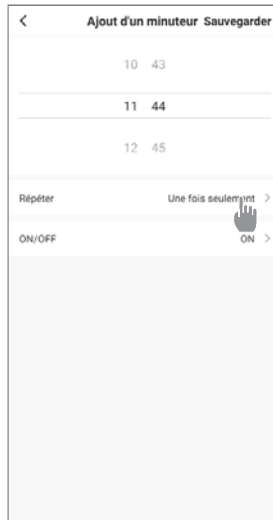 Ajout d'un minuteur Sauvegarder
10 43
11 44
12 45
Répéter Une fois seulement
ON/OFF ON